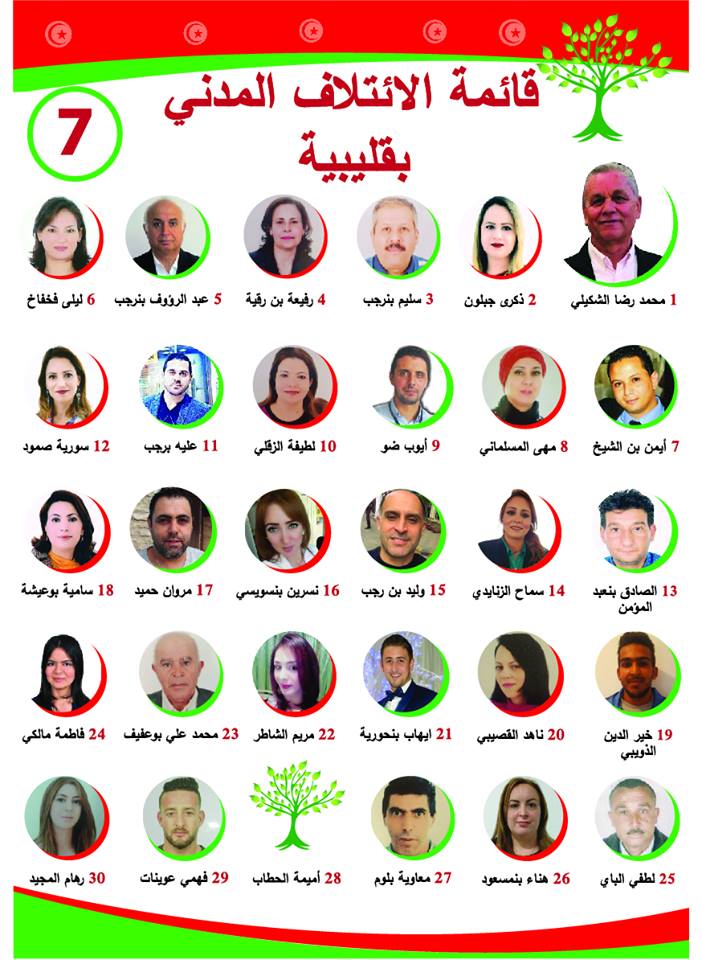 قائمة الائتلاف المدني
بقليبية
7
1 محمد رضا الشكيلي
2 ذكرى جبلون
3 سليم بنرجب
4 رفيعة بن رقية
5 عبد الرؤوف بنرجب
6 ليلى فخفاخ
7 أيمن بن الشيخ
8 مهى المسلماني
9 أيوب ضو
10 لطيفة الزقلي
11 عليه برجب
12 سورية صمود
13 الصادق بنعبد
المؤمن
14 سماح الزنايدي
15 وليد بن رجب
16 نسرين بنسويسي
17 مروان حميد
18 سامية بوعيشة
19 خير الدين
الذويبي
20 ناهد القصيبي
21 ايهاب بنحورية
22 مريم الشاطر
23 محمد علي بوعفيف
24 فاطمة مالكي
25 لطفي الباي
26 هناء بنمسعود
27 معاوية بلوم
28 أميمة الحطاب
29 فهمي عوينات
30 رهام المجيد